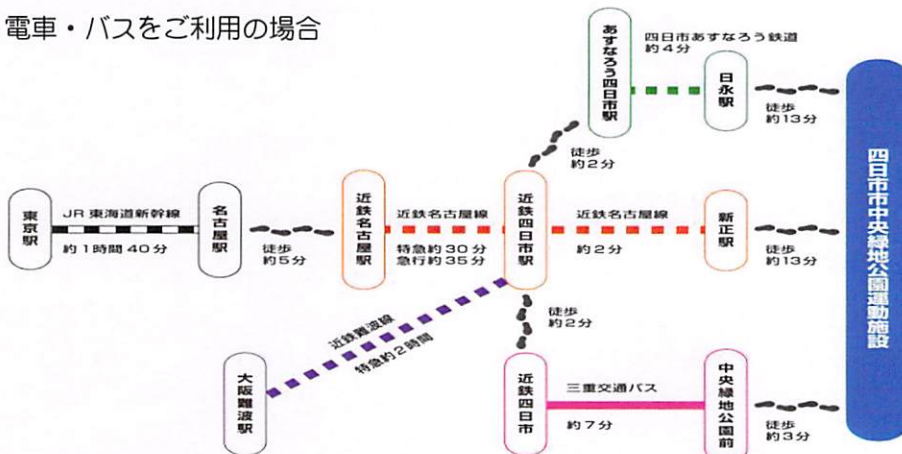 電車・バスをご利用の場合
四日市あすなろう鉄道
約4分
あすなろう四日市駅
日永駅
徒歩
約13分
徒歩
約2分
東京駅
JR東海道新幹線
約1時間40分
名古屋駅
徒歩
約5分
近鉄名古屋駅
近鉄名古屋線
特急約30分
急行約35分
近鉄四日市駅
近鉄名古屋線
約2分
新正駅
徒歩
約13分
四日市市中央緑地公園運動施設
近鉄難波線
特急約2時間
大阪難波駅
徒歩
約2分
近鉄四日市
三重交通バス
約7分
中央緑地公園前
徒歩
約3分